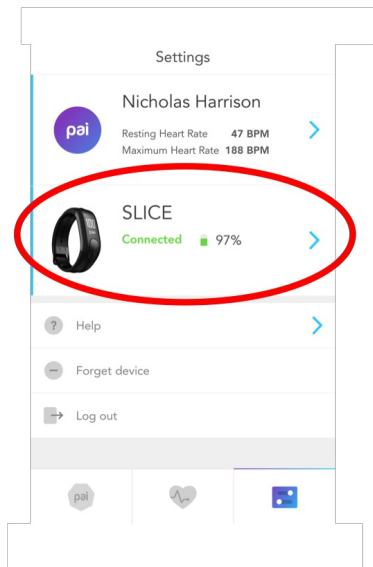 Settings
pai
Nicholas Harrison
Resting Heart Rate 47 BPM
Maximum Heart Rate 188 BPM
SLICE
Connected 97%
? Help
Forget device
Log out
pai